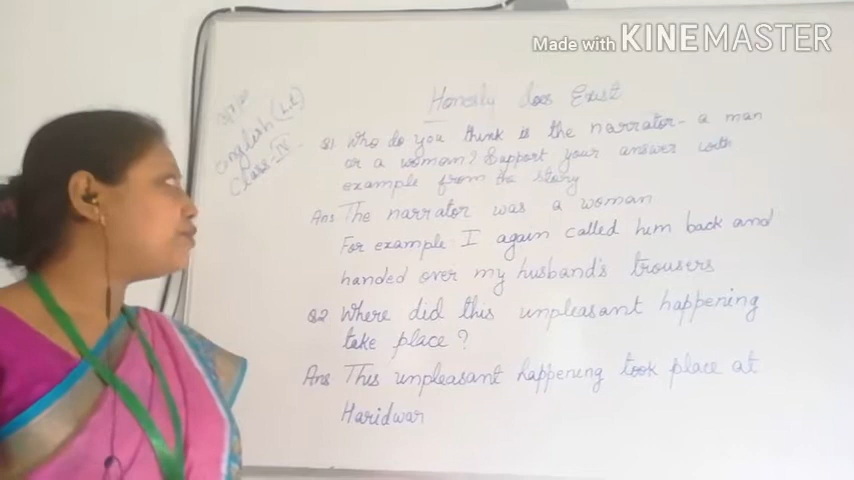 Made with KINEMASTER
English (LL)
Class-IV
Honesty does Exist
Q1 Who do you think is the narrator - a man
or a woman? Support your answer with
example from the story
Ans The narrator was a woman
For example I again called him back and
handed over my husband's trousers
Q2 Where did this unpleasant happening
take place?
Ans This unpleasant happening took place at
Haridwar